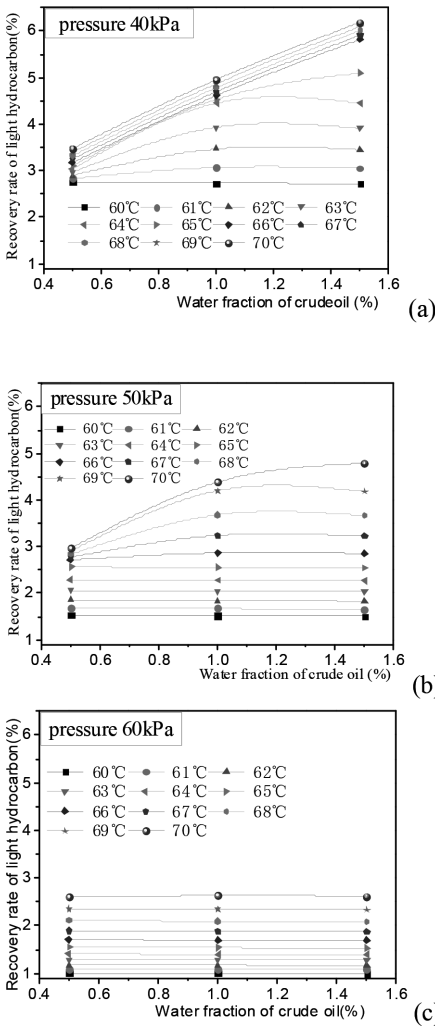 pressure 40kPa
Recovery rate of light hydrocarbon(%)
6
5
4
3
2
1
60℃ 61℃ 62℃ 63℃
64℃ 65℃ 66℃ 67℃
68℃ 69℃ 70℃
0.4 0.6 0.8 1.0 1.2 1.4 1.6
Water fraction of crudeoil (%)
(a)
pressure 50kPa
Recovery rate of light hydrocarbon(%)
6
5
4
3
2
1
60℃ 61℃ 62℃
63℃ 64℃ 65℃
66℃ 67℃ 68℃
69℃ 70℃
0.4 0.6 0.8 1.0 1.2 1.4 1.6
Water fraction of crude oil (%)
(b)
pressure 60kPa
Recovery rate of light hydrocarbon(%)
6
5
4
3
2
1
60℃ 61℃ 62℃
63℃ 64℃ 65℃
66℃ 67℃ 68℃
69℃ 70℃
0.4 0.6 0.8 1.0 1.2 1.4 1.6
Water fraction of crude oil(%)
(c)